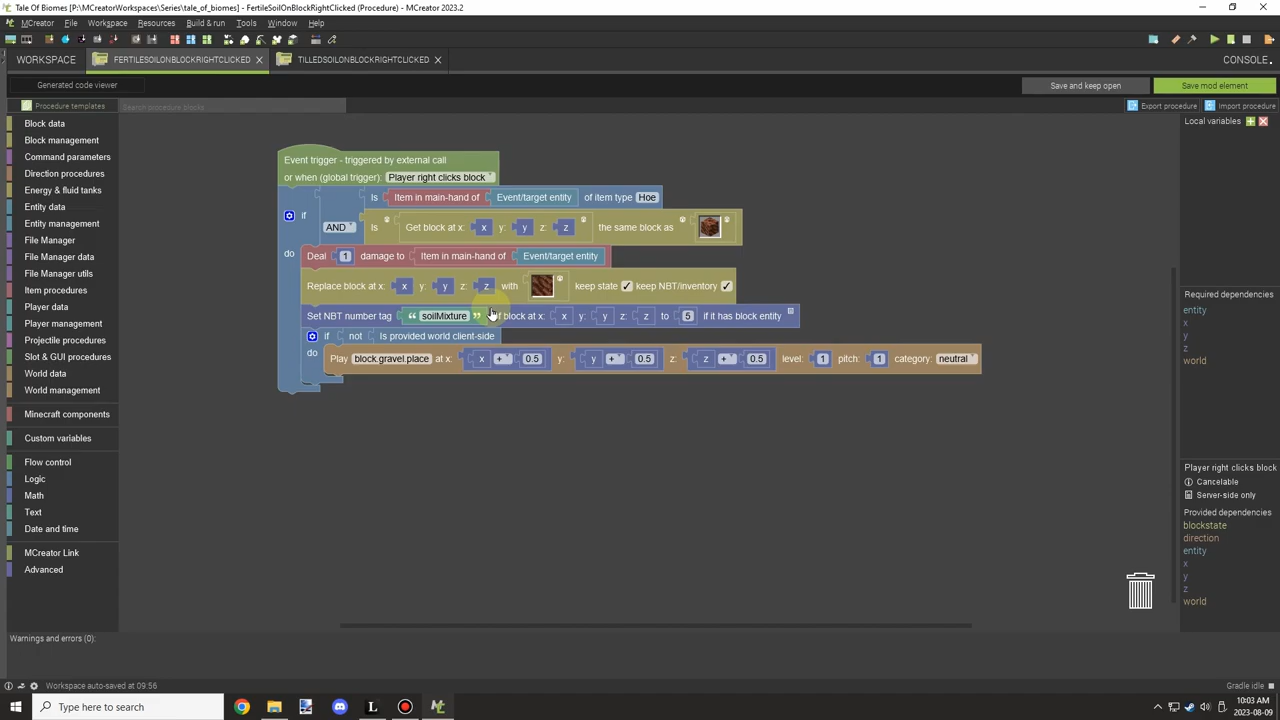 Tale Of Biomes [P:\MCreatorWorkspaces\Series\tale_of_biomes] - FertileSoilOnBlockRightClicked (Procedure) - MCreator 2023.2
MCreator File Workspace Resources Build & run Tools Window Help
WORKSPACE FERTILESOILONBLOCKRIGHTCLICKED TILLEDSOILONBLOCKRIGHTCLICKED CONSOLE
Generated code viewer Save and keep open Save mod element
Procedure templates Search procedure blocks Export procedure Import procedure
Block data
Block management
Command parameters
Direction procedures
Energy & fluid tanks
Entity data
Entity management
File Manager
File Manager data
File Manager utils
Item procedures
Player data
Player management
Projectile procedures
Slot & GUI procedures
World data
World management
Minecraft components
Custom variables
Flow control
Logic
Math
Text
Date and time
MCreator Link
Advanced
Event trigger - triggered by external call
or when (global trigger): Player right clicks block
if AND Is Item in main-hand of Event/target entity of item type Hoe
Is Get block at x: x y: y z: z the same block as
do Deal 1 damage to Item in main-hand of Event/target entity
Replace block at x: x y: y z: z with keep state keep NBT/inventory
Set NBT number tag “ soilMixture ” block at x: x y: y z: z to 5 if it has block entity
if not Is provided world client-side
do Play block.gravel.place at x: x + 0.5 y: y + 0.5 z: z + 0.5 level: 1 pitch: 1 category: neutral
Local variables
Required dependencies
entity
x
y
z
world
Player right clicks block
Cancelable
Server-side only
Provided dependencies
blockstate
direction
entity
x
y
z
world
Warnings and errors (0):
Workspace auto-saved at 09:56 Gradle idle
Type here to search
10:03 AM
2023-08-09